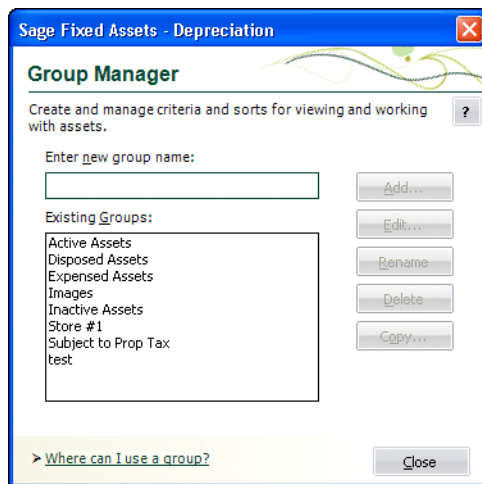 Sage Fixed Assets - Depreciation
Group Manager
Create and manage criteria and sorts for viewing and working
with assets.
?
Enter new group name:
Add...
Existing Groups:
Edit...
Active Assets
Disposed Assets
Expensed Assets
Rename
Images
Inactive Assets
Delete
Store #1
Subject to Prop Tax
Copy...
test
➤ Where can I use a group?
Close